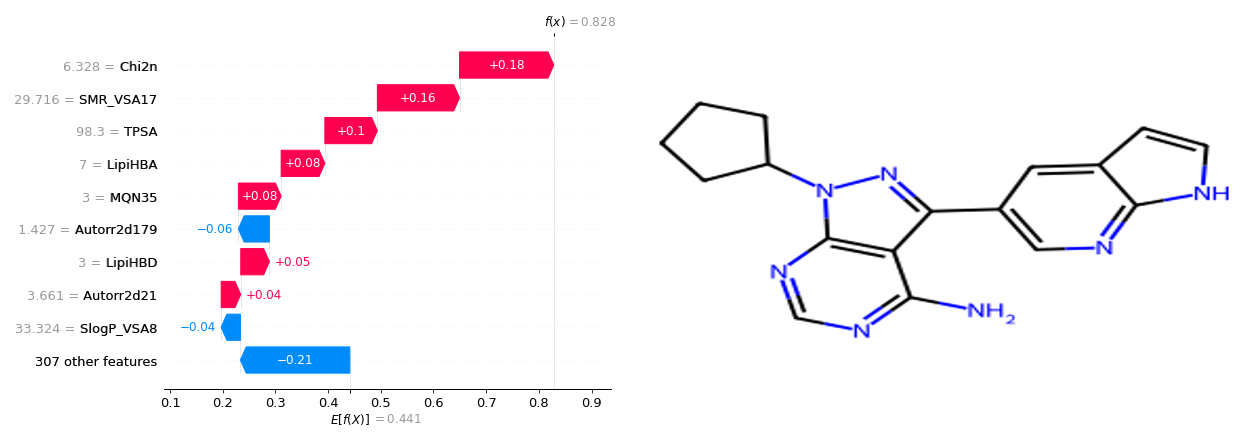 f(x) = 0.828
6.328 = Chi2n
+0.18
29.716 = SMR_VSA17
+0.16
98.3 = TPSA
+0.1
7 = LipiHBA
+0.08
3 = MQN35
+0.08
1.427 = Autorr2d179
−0.06
3 = LipiHBD
+0.05
3.661 = Autorr2d21
+0.04
33.324 = SlogP_VSA8
−0.04
307 other features
−0.21
0.1 0.2 0.3 0.4 0.5 0.6 0.7 0.8 0.9
E[f(X)] = 0.441
N
N
NH
N
N
N
NH2